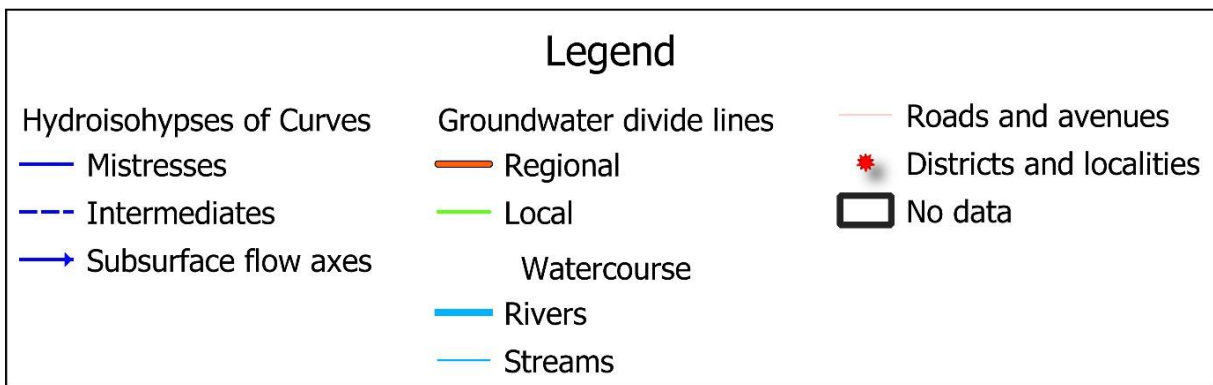 Legend
Hydroisohypses of Curves
Mistresses
Intermediates
Subsurface flow axes
Groundwater divide lines
Regional
Local
Watercourse
Rivers
Streams
Roads and avenues
Districts and localities
No data